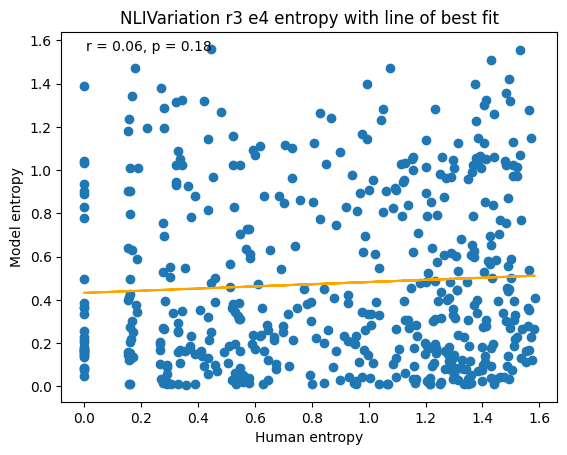 NLIVariation r3 e4 entropy with line of best fit
r = 0.06, p = 0.18
Model entropy
1.6
1.4
1.2
1.0
0.8
0.6
0.4
0.2
0.0
0.0 0.2 0.4 0.6 0.8 1.0 1.2 1.4 1.6
Human entropy